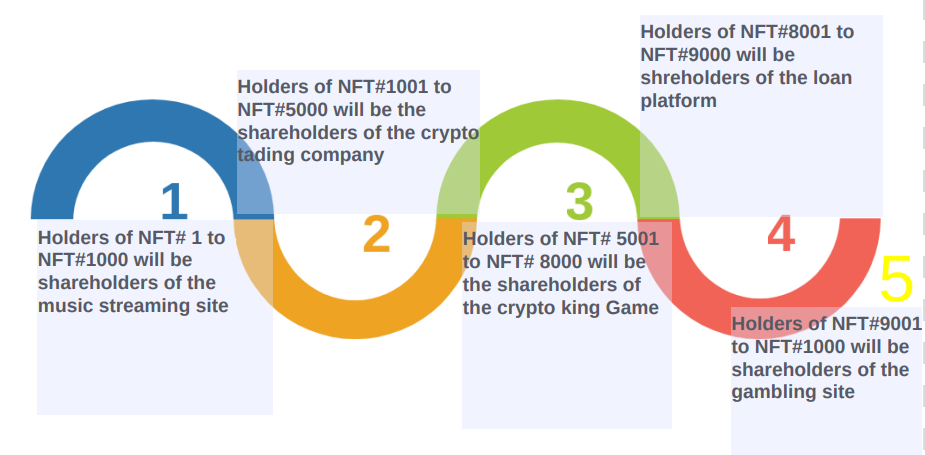 1
Holders of NFT# 1 to
NFT#1000 will be
shareholders of the
music streaming site
Holders of NFT#1001 to
NFT#5000 will be the
shareholders of the crypto
tading company
2
3
Holders of NFT# 5001
to NFT# 8000 will be
the shareholders of
the crypto king Game
Holders of NFT#8001 to
NFT#9000 will be
shreholders of the loan
platform
4
5
Holders of NFT#9001
to NFT#1000 will be
shareholders of the
gambling site